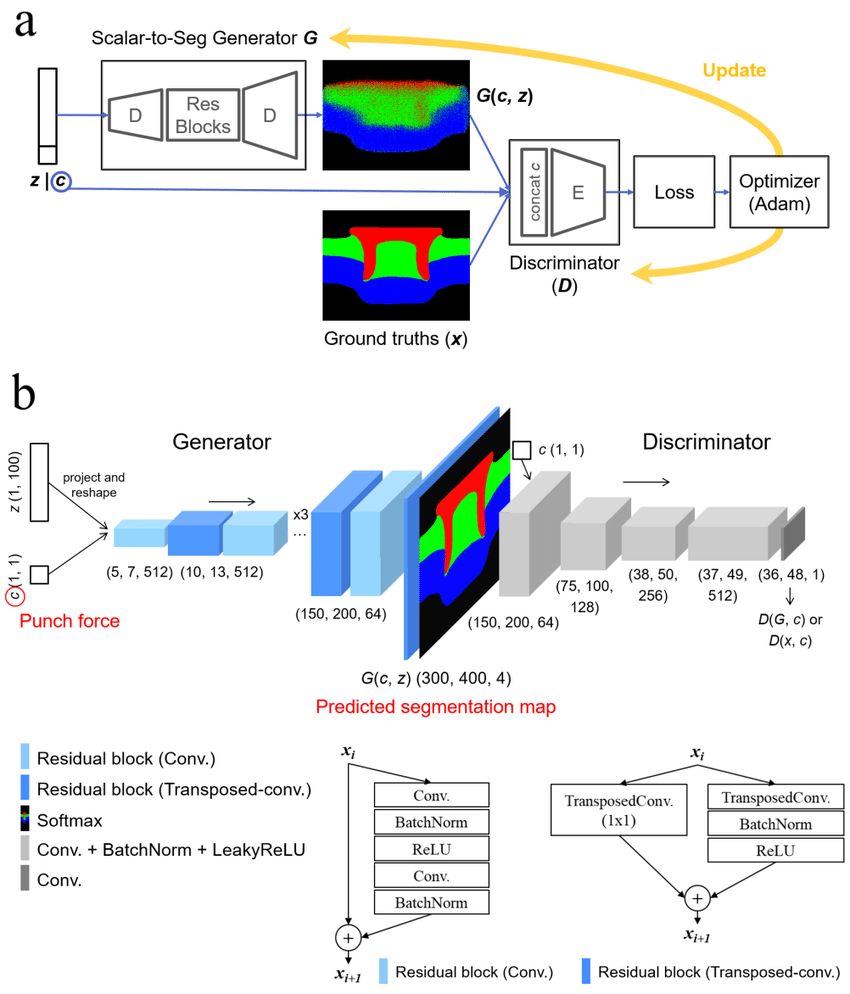 a
Scalar-to-Seg Generator G
Update
D
Res
Blocks
D
G(c, z)
z | c
concat c
E
Loss
Optimizer
(Adam)
Discriminator
(D)
Ground truths (x)
b
Generator
Discriminator
z (1, 100)
project and
reshape
c (1, 1)
x3
...
c (1, 1)
(5, 7, 512)
(10, 13, 512)
(150, 200, 64)
(150, 200, 64)
(75, 100,
128)
(38, 50,
256)
(37, 49,
512)
(36, 48, 1)
D(G, c) or
D(x, c)
Punch force
G(c, z) (300, 400, 4)
Predicted segmentation map
Residual block (Conv.)
Residual block (Transposed-conv.)
Softmax
Conv. + BatchNorm + LeakyReLU
Conv.
xi
Conv.
BatchNorm
ReLU
Conv.
BatchNorm
+
xi+1
Residual block (Conv.)
xi
TransposedConv.
(1x1)
TransposedConv.
BatchNorm
ReLU
+
xi+1
Residual block (Transposed-conv.)